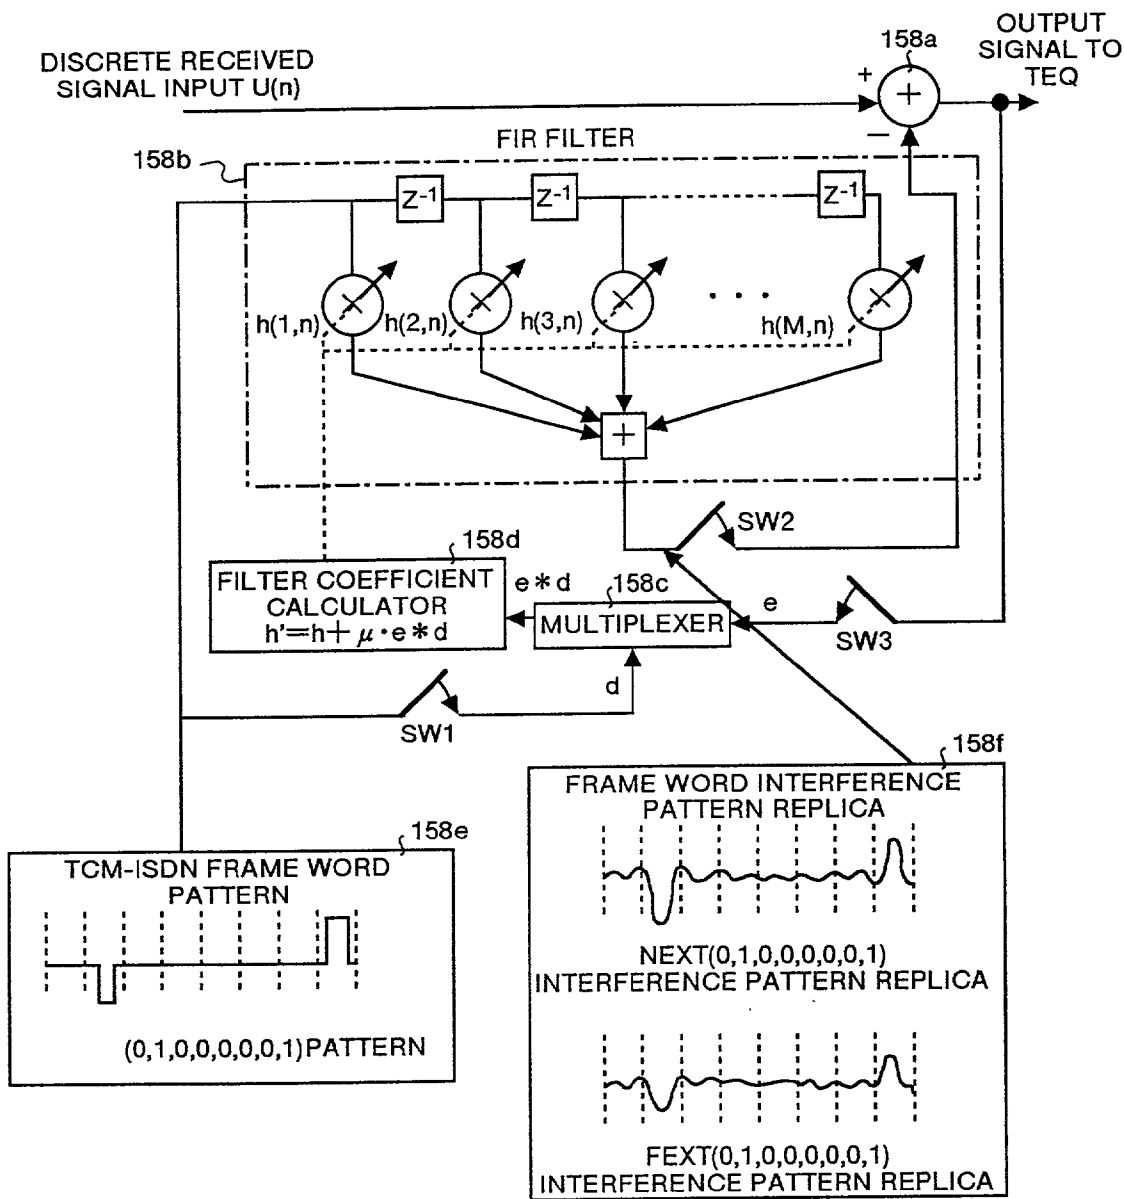 158a
OUTPUT
SIGNAL TO
TEQ
DISCRETE RECEIVED
SIGNAL INPUT U(n)
+
+
−
FIR FILTER
158b
Z-1
Z-1
Z-1
h(1,n)
h(2,n)
h(3,n)
. . .
h(M,n)
+
SW2
158d
FILTER COEFFICIENT
CALCULATOR
h'=h+ μ·e*d
e*d
158c
MULTIPLEXER
e
SW3
d
SW1
158f
FRAME WORD INTERFERENCE
PATTERN REPLICA
NEXT(0,1,0,0,0,0,0,1)
INTERFERENCE PATTERN REPLICA
FEXT(0,1,0,0,0,0,0,1)
INTERFERENCE PATTERN REPLICA
158e
TCM-ISDN FRAME WORD
PATTERN
(0,1,0,0,0,0,0,1)PATTERN